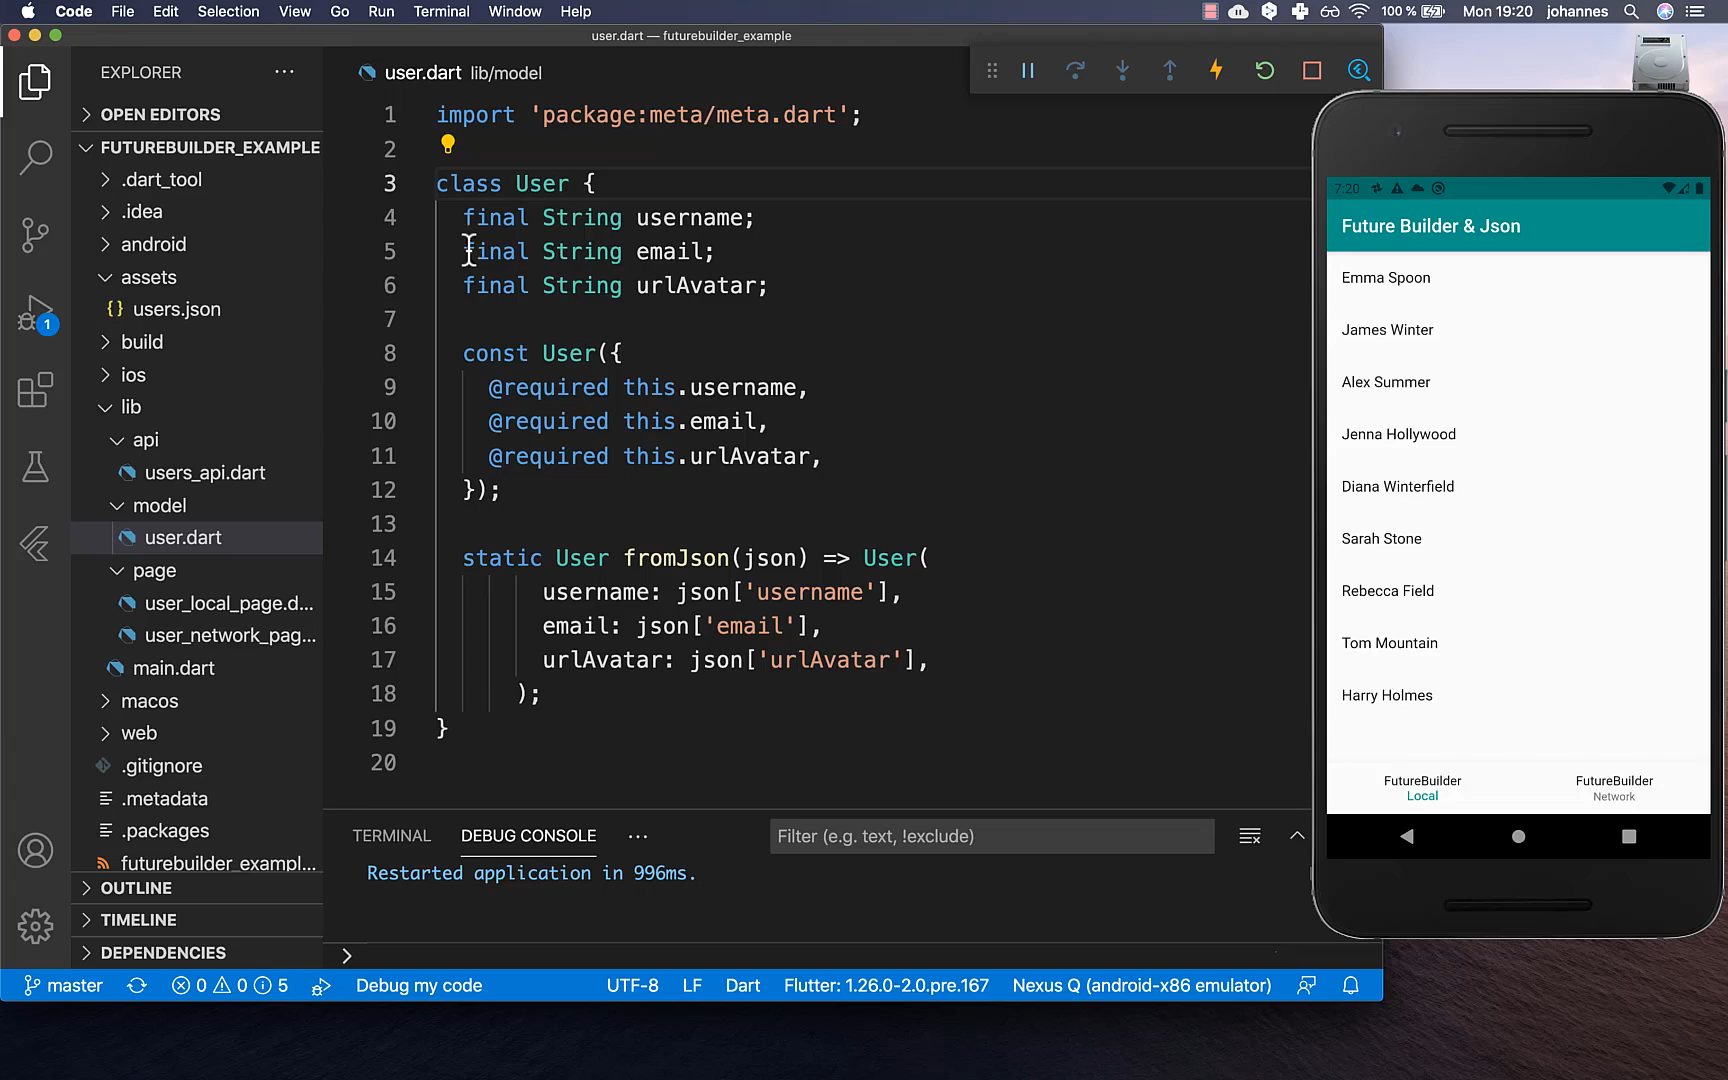 Code File Edit Selection View Go Run Terminal Window Help
100 % Mon 19:20 johannes
user.dart — futurebuilder_example
EXPLORER
OPEN EDITORS
FUTUREBUILDER_EXAMPLE
.dart_tool
.idea
android
assets
{} users.json
build
ios
lib
api
users_api.dart
model
user.dart
page
user_local_page.d...
user_network_pag...
main.dart
macos
web
.gitignore
.metadata
.packages
futurebuilder_exampl...
OUTLINE
TIMELINE
DEPENDENCIES
1
user.dart lib/model
1 import 'package:meta/meta.dart';
2
3 class User {
4 final String username;
5 final String email;
6 final String urlAvatar;
7
8 const User({
9 @required this.username,
10 @required this.email,
11 @required this.urlAvatar,
12 });
13
14 static User fromJson(json) => User(
15 username: json['username'],
16 email: json['email'],
17 urlAvatar: json['urlAvatar'],
18 );
19 }
20
TERMINAL DEBUG CONSOLE
Filter (e.g. text, !exclude)
Restarted application in 996ms.
master 0 0 5 Debug my code UTF-8 LF Dart Flutter: 1.26.0-2.0.pre.167 Nexus Q (android-x86 emulator)
7:20
Future Builder & Json
Emma Spoon
James Winter
Alex Summer
Jenna Hollywood
Diana Winterfield
Sarah Stone
Rebecca Field
Tom Mountain
Harry Holmes
FutureBuilder FutureBuilder
Local Network